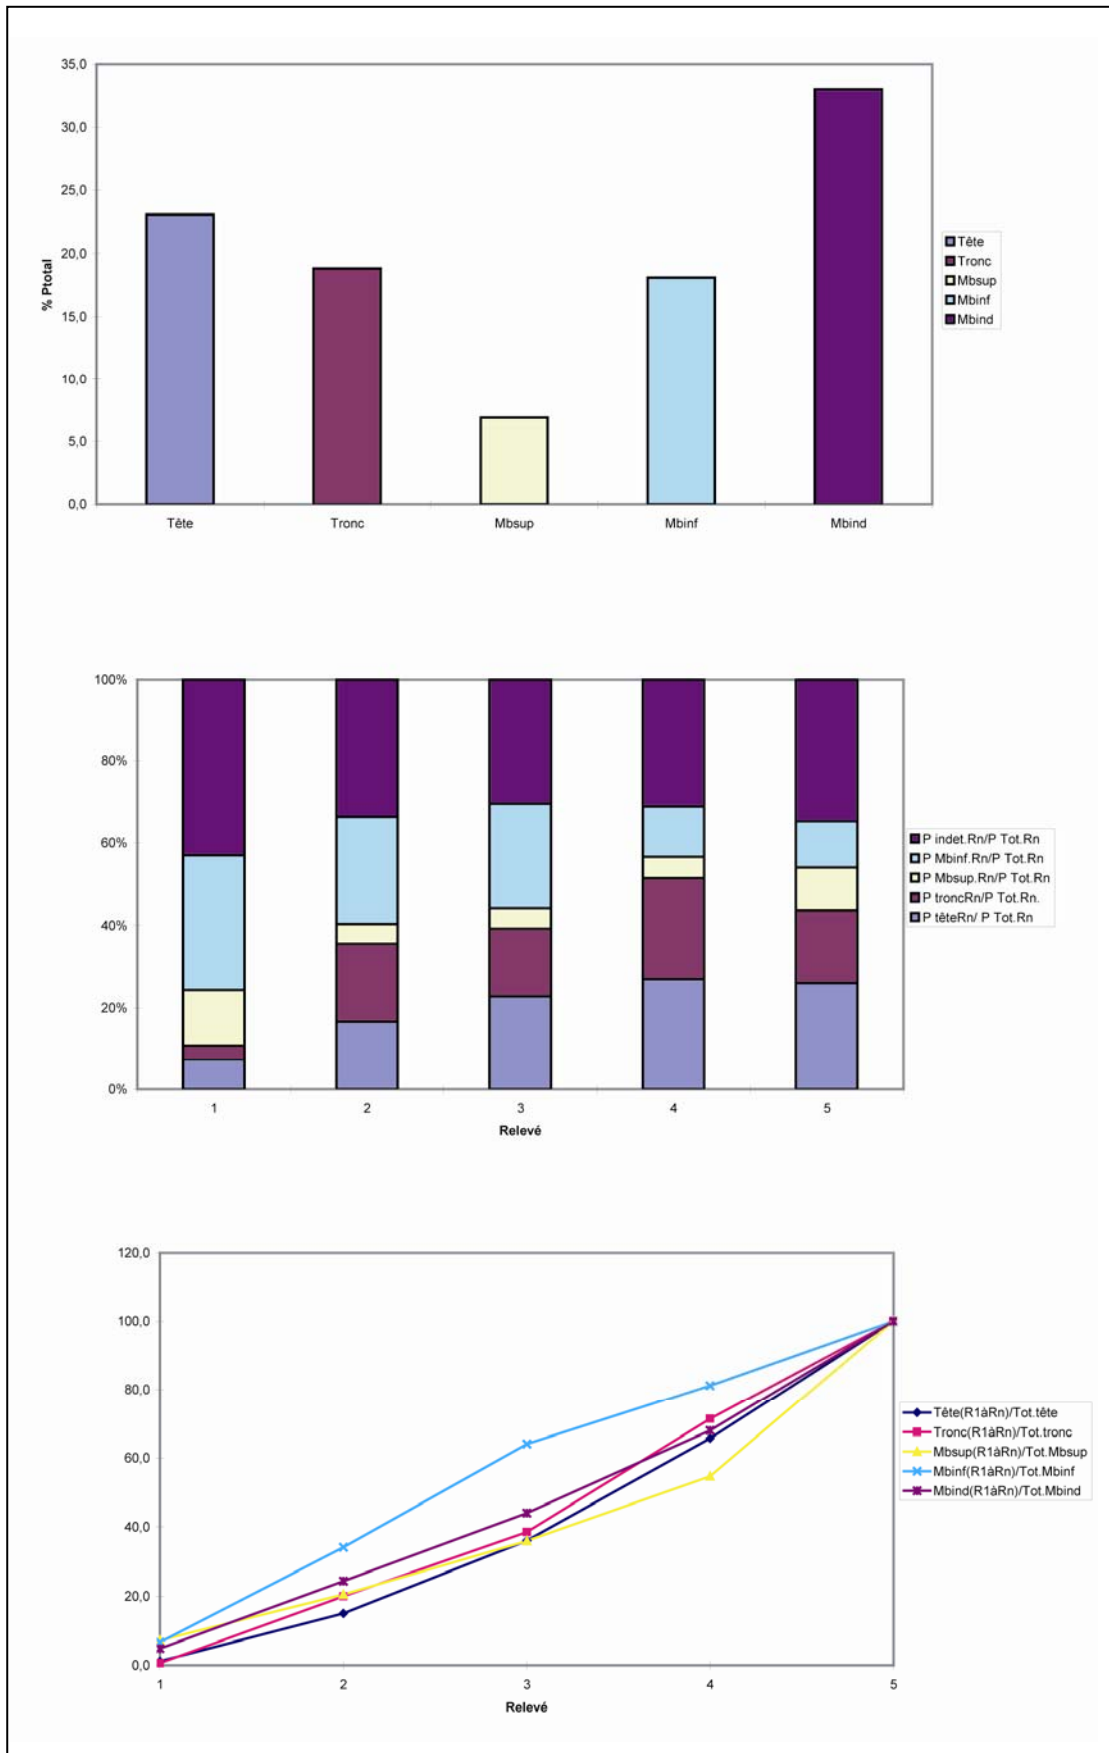 35,0
30,0
25,0
20,0
15,0
10,0
5,0
0,0
% Ptotal
Tête Tronc Mbsup Mbinf Mbind
Tête
Tronc
Mbsup
Mbinf
Mbind
100%
80%
60%
40%
20%
0%
1 2 3 4 5
Relevé
P indet.Rn/P Tot.Rn
P Mbinf.Rn/P Tot.Rn
P Mbsup.Rn/P Tot.Rn
P troncRn/P Tot.Rn.
P têteRn/ P Tot.Rn
120,0
100,0
80,0
60,0
40,0
20,0
0,0
1 2 3 4 5
Relevé
Tête(R1àRn)/Tot.tête
Tronc(R1àRn)/Tot.tronc
Mbsup(R1àRn)/Tot.Mbsup
Mbinf(R1àRn)/Tot.Mbinf
Mbind(R1àRn)/Tot.Mbind